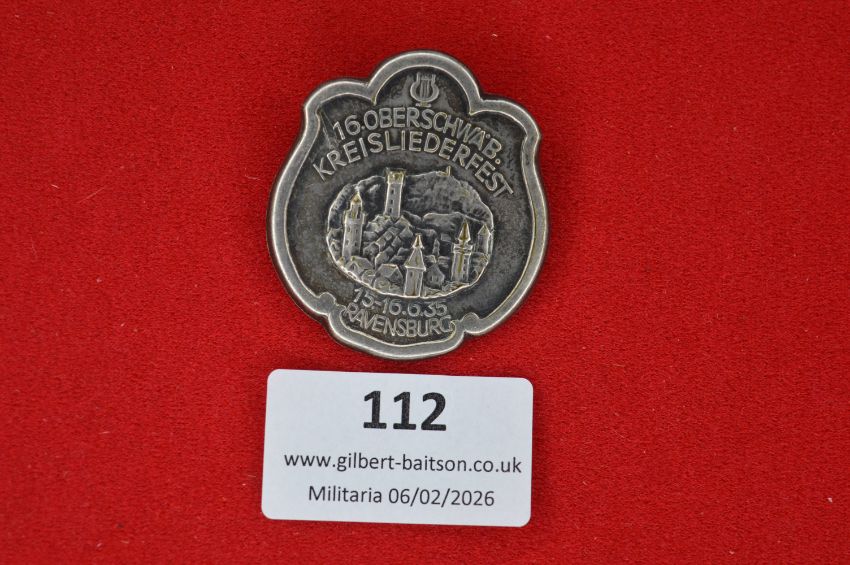 16.OBERSCHWÄB.
KREISLIEDERFEST
15-16.6.35
RAVENSBURG
112
www.gilbert-baitson.co.uk
Militaria 06/02/2026